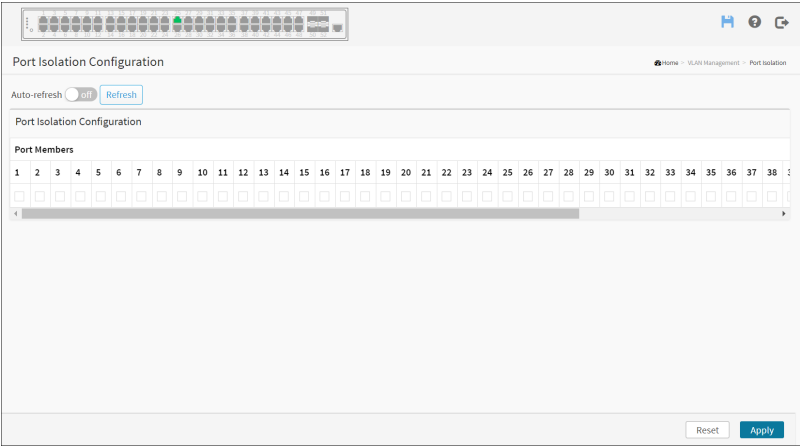 Port Isolation Configuration
Home > VLAN Management > Port Isolation
Auto-refresh off Refresh
Port Isolation Configuration
Port Members
1 2 3 4 5 6 7 8 9 10 11 12 13 14 15 16 17 18 19 20 21 22 23 24 25 26 27 28 29 30 31 32 33 34 35 36 37 38
Reset Apply